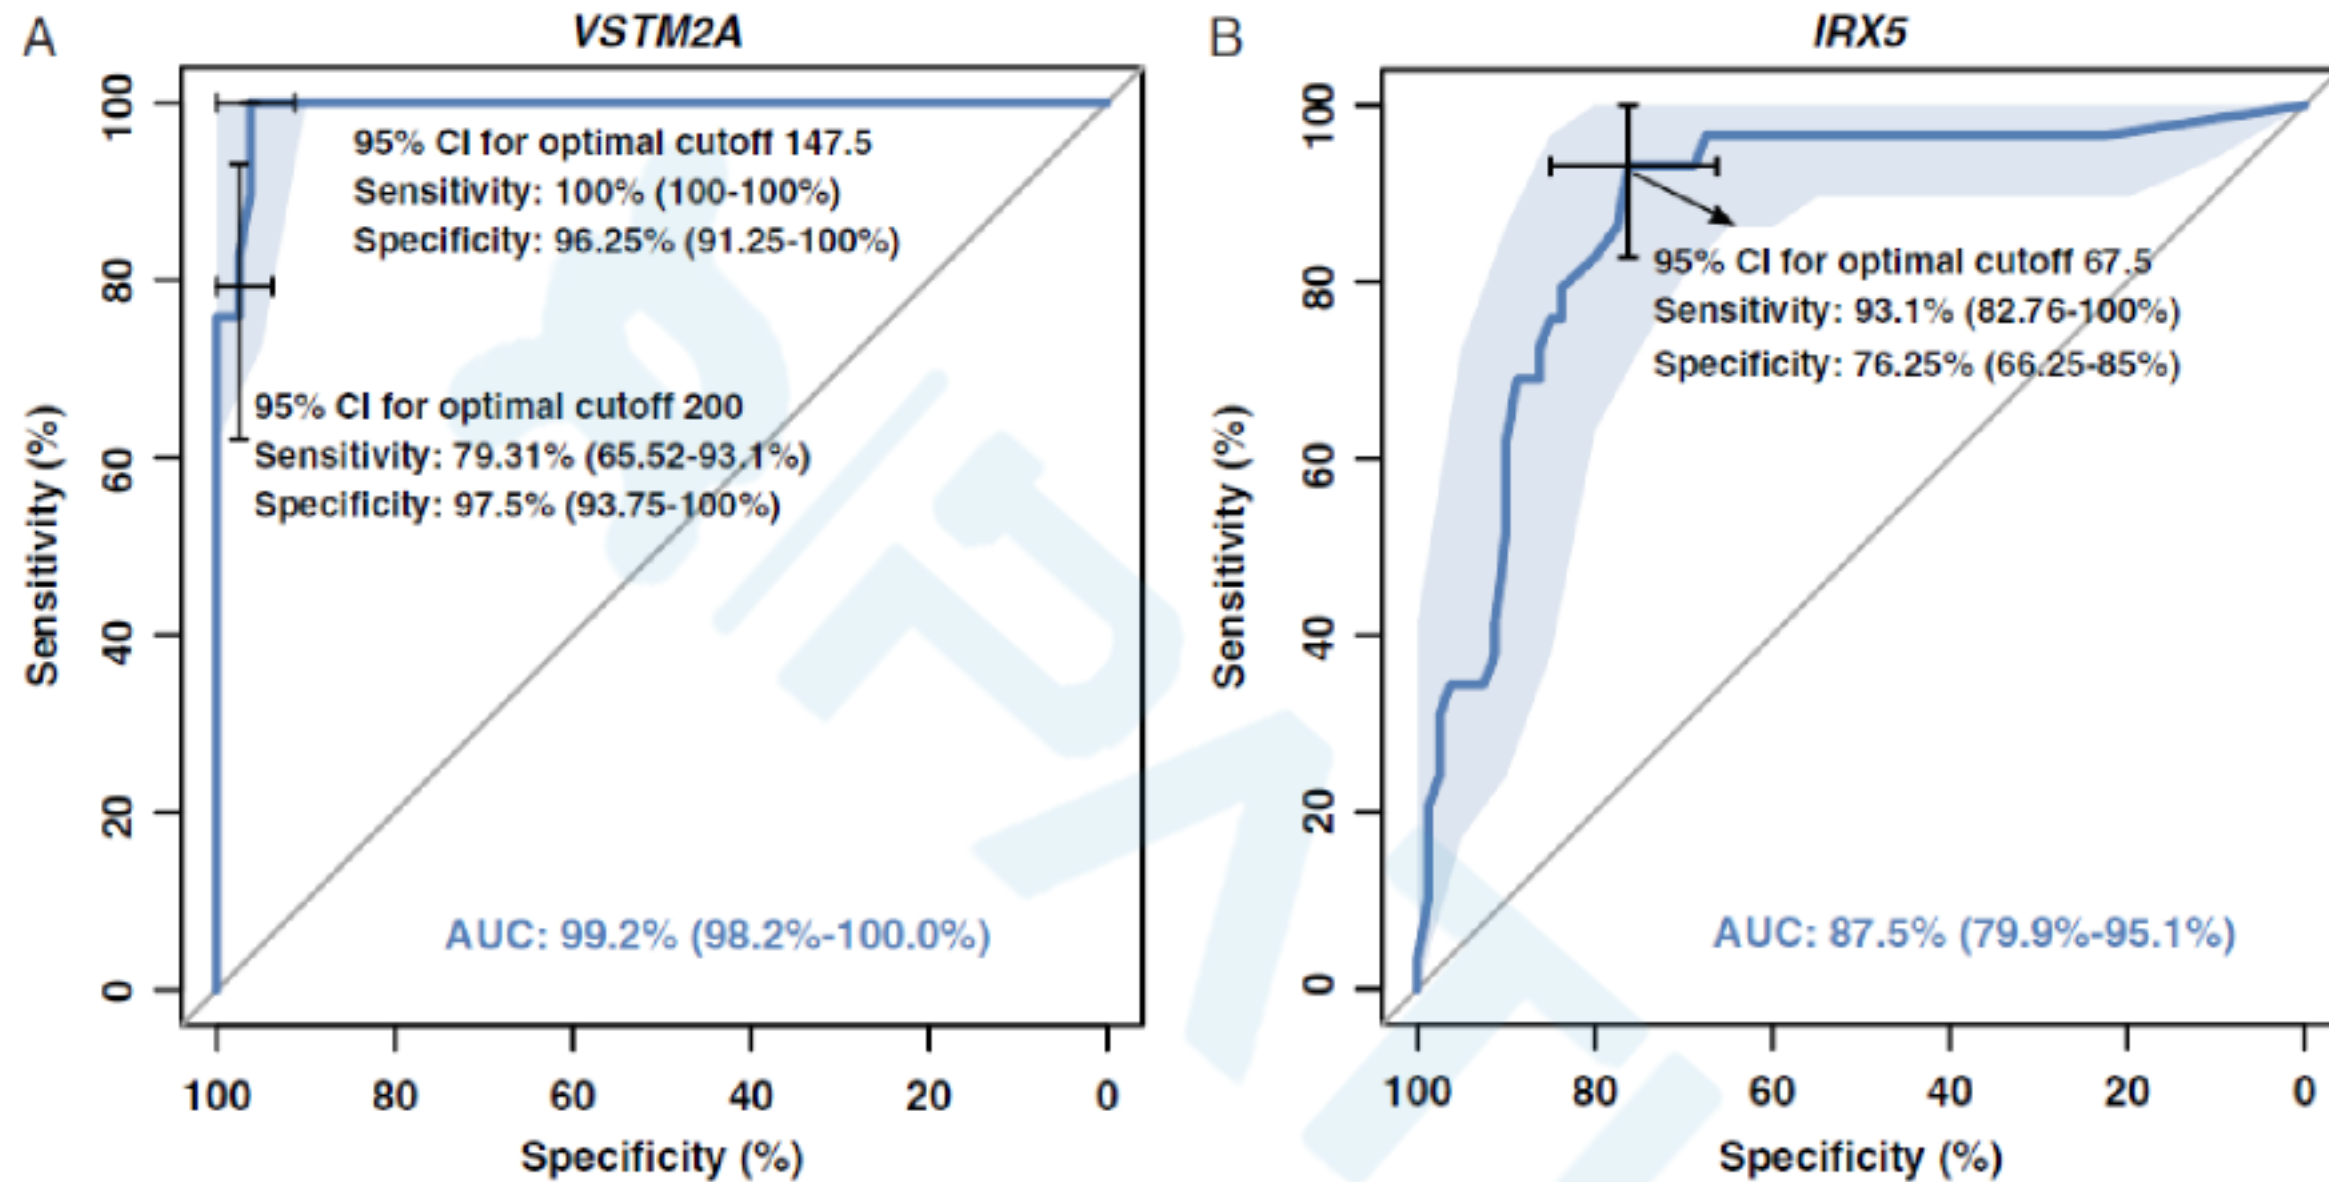 A
VSTM2A
100
80
60
40
20
0
Sensitivity (%)
95% CI for optimal cutoff 147.5
Sensitivity: 100% (100-100%)
Specificity: 96.25% (91.25-100%)
95% CI for optimal cutoff 200
Sensitivity: 79.31% (65.52-93.1%)
Specificity: 97.5% (93.75-100%)
AUC: 99.2% (98.2%-100.0%)
100 80 60 40 20 0
Specificity (%)
B
IRX5
100
80
60
40
20
0
Sensitivity (%)
95% CI for optimal cutoff 67.5
Sensitivity: 93.1% (82.76-100%)
Specificity: 76.25% (66.25-85%)
AUC: 87.5% (79.9%-95.1%)
100 80 60 40 20 0
Specificity (%)